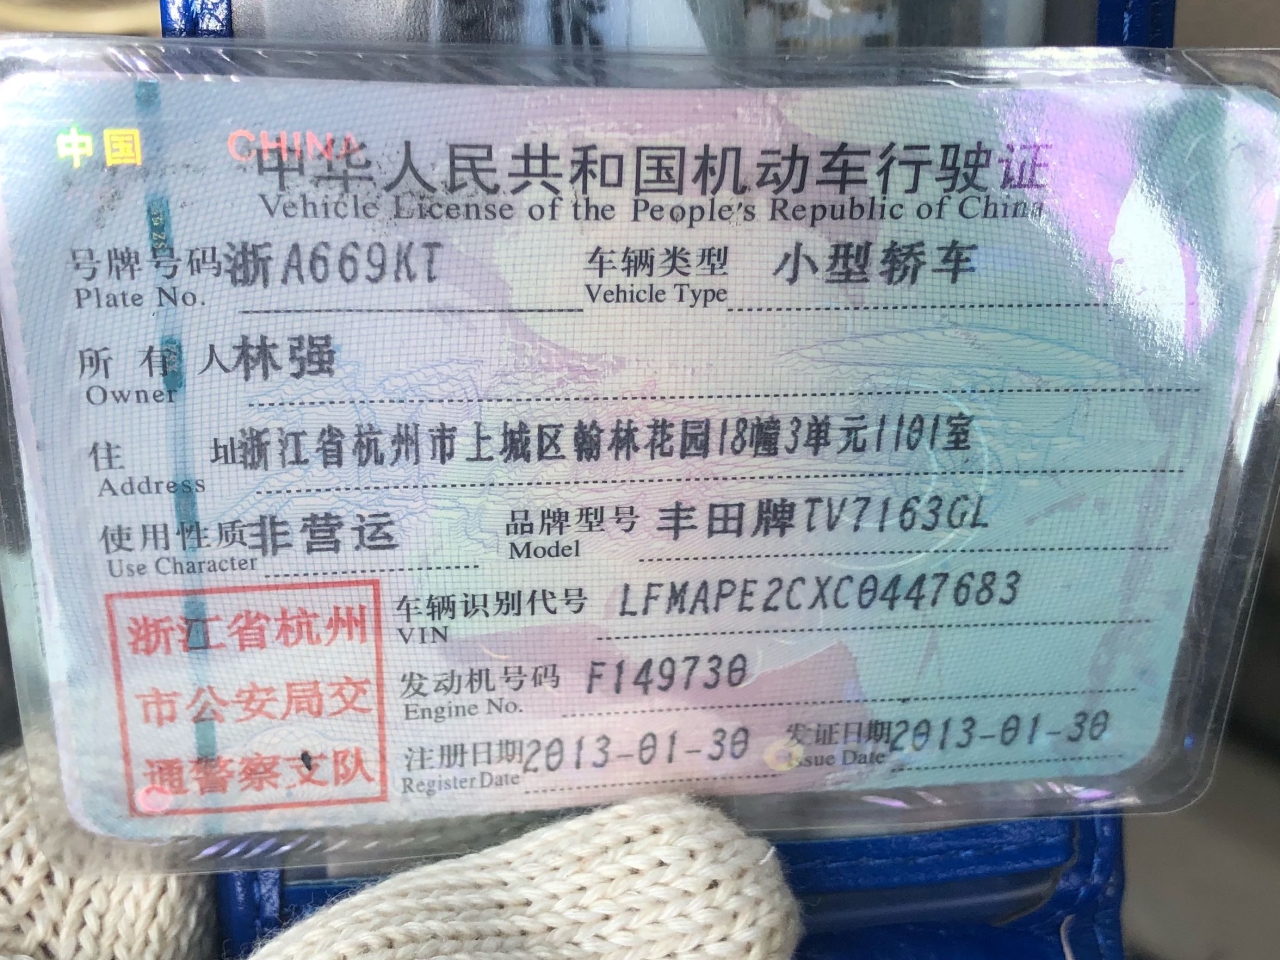 中国 CHINA
中华人民共和国机动车行驶证
Vehicle License of the People's Republic of China
号牌号码 浙A669KT 车辆类型 小型轿车
Plate No. Vehicle Type
所有人 林强
Owner
住址 浙江省杭州市上城区翰林花园18幢3单元1101室
Address
使用性质 非营运 品牌型号 丰田牌TV7163GL
Use Character Model
车辆识别代号 LFMAPE2CXC0447683
VIN
发动机号码 F149730
Engine No.
注册日期 2013-01-30 发证日期 2013-01-30
Register Date Issue Date
浙江省杭州
市公安局交
通警察支队